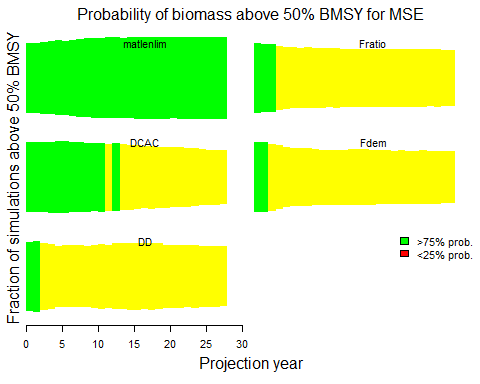 Probability of biomass above 50% BMSY for MSE
Fraction of simulations above 50% BMSY
matlenlim
Fratio
DCAC
Fdem
DD
>75% prob.
<25% prob.
0 5 10 15 20 25 30
Projection year